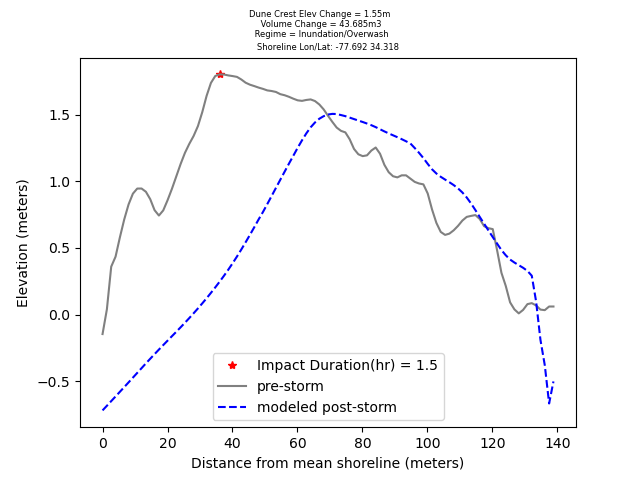 Dune Crest Elev Change = 1.55m
Volume Change = 43.685m3
Regime = Inundation/Overwash
Shoreline Lon/Lat: -77.692 34.318
1.5
1.0
0.5
0.0
−0.5
Elevation (meters)
Impact Duration(hr) = 1.5
pre-storm
modeled post-storm
0 20 40 60 80 100 120 140
Distance from mean shoreline (meters)